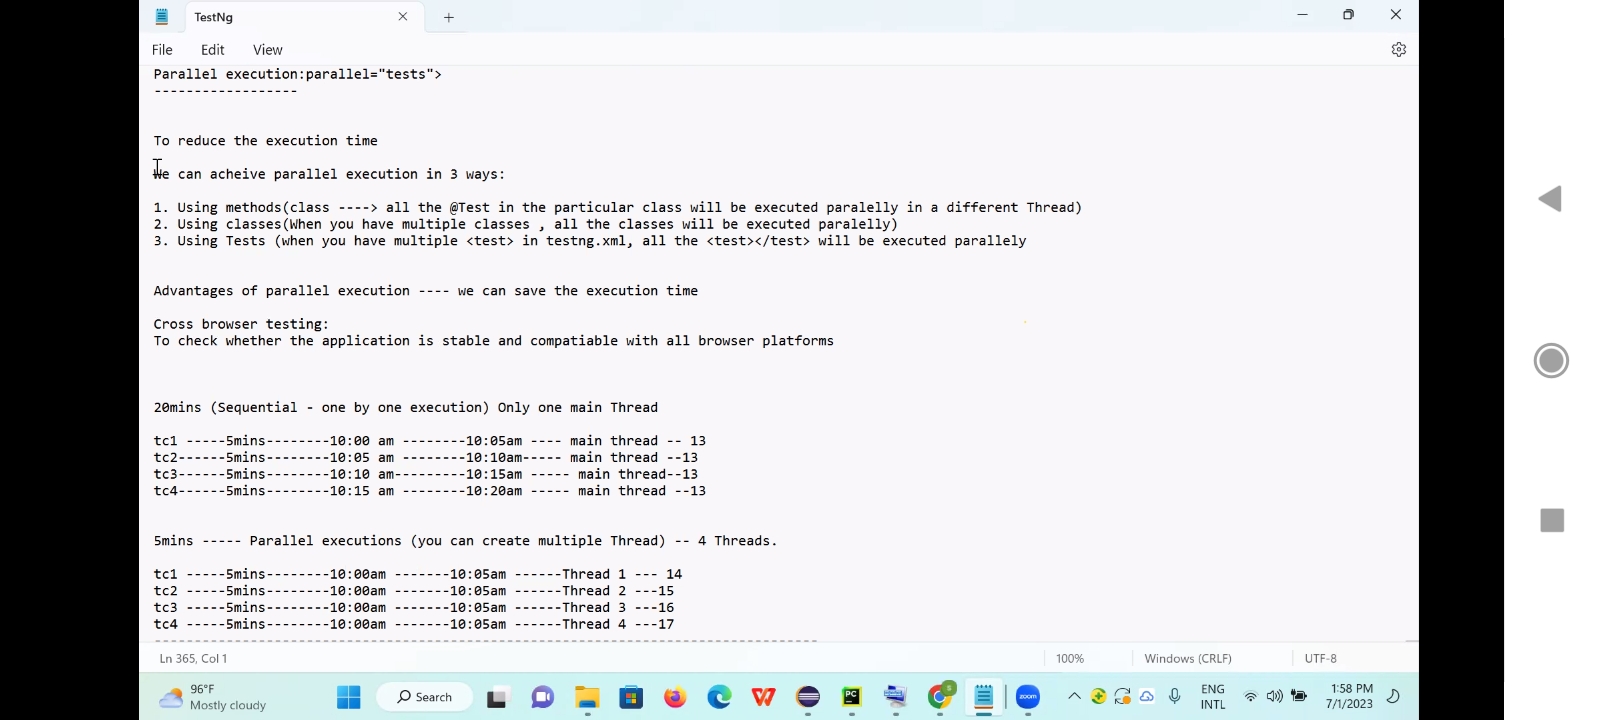 TestNg
File Edit View
Parallel execution:parallel="tests">
------------------
To reduce the execution time
We can acheive parallel execution in 3 ways:
1. Using methods(class ----> all the @Test in the particular class will be executed paralelly in a different Thread)
2. Using classes(When you have multiple classes , all the classes will be executed paralelly)
3. Using Tests (when you have multiple <test> in testng.xml, all the <test></test> will be executed parallely
Advantages of parallel execution ---- we can save the execution time
Cross browser testing:
To check whether the application is stable and compatiable with all browser platforms
20mins (Sequential - one by one execution) Only one main Thread
tc1 -----5mins--------10:00 am --------10:05am ---- main thread -- 13
tc2------5mins--------10:05 am --------10:10am----- main thread --13
tc3------5mins--------10:10 am---------10:15am ----- main thread--13
tc4------5mins--------10:15 am --------10:20am ----- main thread --13
5mins ----- Parallel executions (you can create multiple Thread) -- 4 Threads.
tc1 -----5mins--------10:00am -------10:05am ------Thread 1 --- 14
tc2 -----5mins--------10:00am -------10:05am ------Thread 2 ---15
tc3 -----5mins--------10:00am -------10:05am ------Thread 3 ---16
tc4 -----5mins--------10:00am -------10:05am ------Thread 4 ---17
-----------------------------------------------------------------------------------
Ln 365, Col 1 100% Windows (CRLF) UTF-8
96°F
Mostly cloudy
Search
PC
zoom
ENG
INTL
1:58 PM
7/1/2023